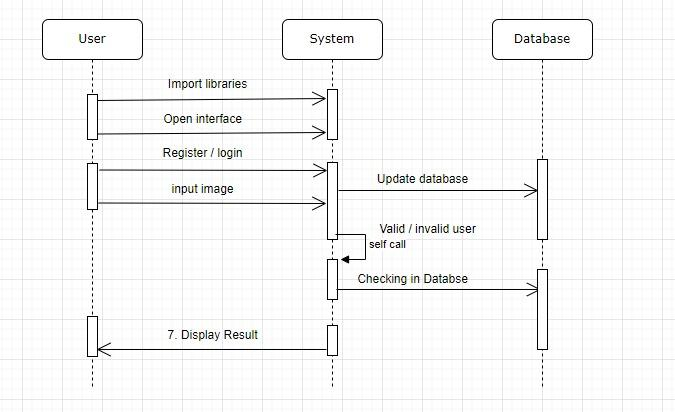 User
System
Database
Import libraries
Open interface
Register / login
input image
Update database
Valid / invalid user
self call
Checking in Databse
7. Display Result